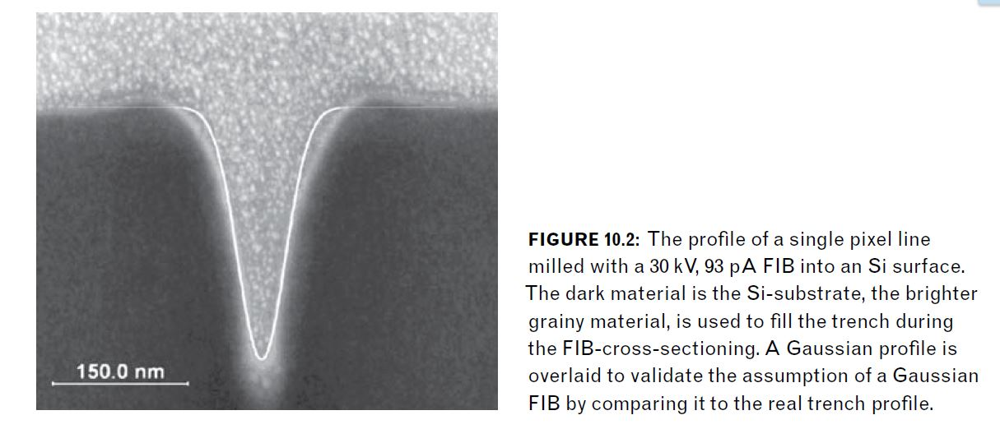 150.0 nm
FIGURE 10.2: The profile of a single pixel line
milled with a 30 kV, 93 pA FIB into an Si surface.
The dark material is the Si-substrate, the brighter
grainy material, is used to fill the trench during
the FIB-cross-sectioning. A Gaussian profile is
overlaid to validate the assumption of a Gaussian
FIB by comparing it to the real trench profile.